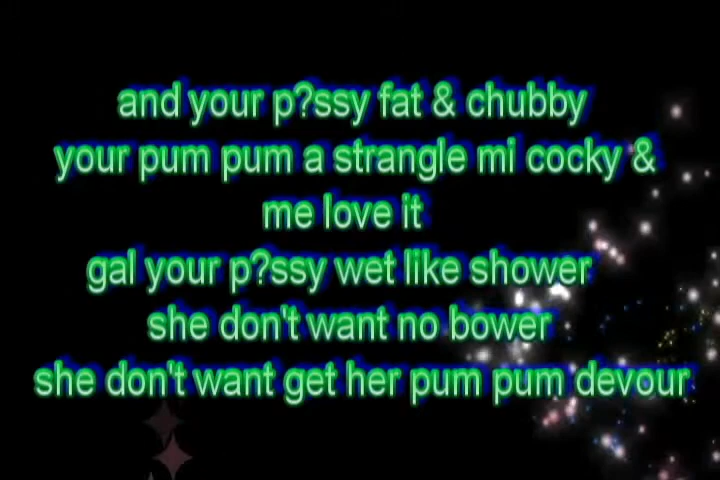 and your p?ssy fat & chubby
your pum pum a strangle mi cocky &
me love it
gal your p?ssy wet like shower
she don't want no bower
she don't want get her pum pum devour